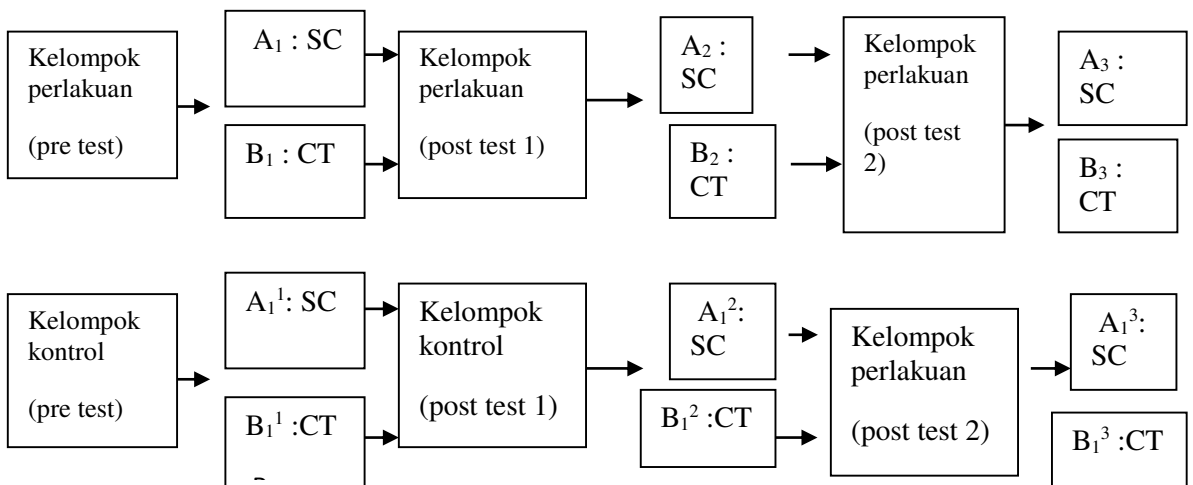 Kelompok
perlakuan
(pre test)
A₁ : SC
B₁ : CT
Kelompok
perlakuan
(post test 1)
A₂ :
SC
B₂ :
CT
Kelompok
perlakuan
(post test
2)
A₃ :
SC
B₃ :
CT
Kelompok
kontrol
(pre test)
A₁¹: SC
B₁¹ :CT
Kelompok
kontrol
(post test 1)
A₁²:
SC
B₁² :CT
Kelompok
perlakuan
(post test 2)
A₁³:
SC
B₁³ :CT